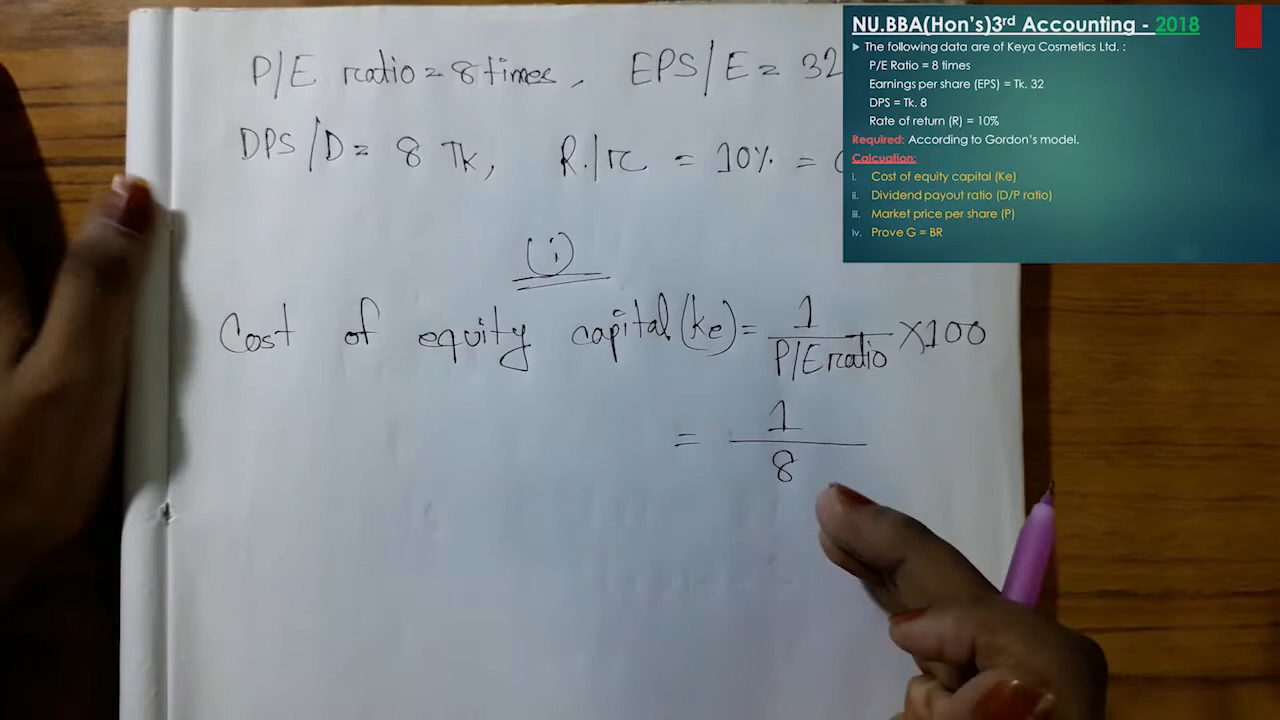 P/E ratio = 8 times, EPS/E = 32
DPS/D = 8 Tk, R./rc = 10% =
(i)
Cost of equity capital (ke) = 1 / P/E ratio × 100
= 1 / 8
NU.BBA(Hon's)3rd Accounting - 2018
The following data are of Keya Cosmetics Ltd. :
P/E Ratio = 8 times
Earnings per share (EPS) = Tk. 32
DPS = Tk. 8
Rate of return (R) = 10%
Required: According to Gordon's model.
Calcuation:
i. Cost of equity capital (Ke)
ii. Dividend payout ratio (D/P ratio)
iii. Market price per share (P)
iv. Prove G = BR